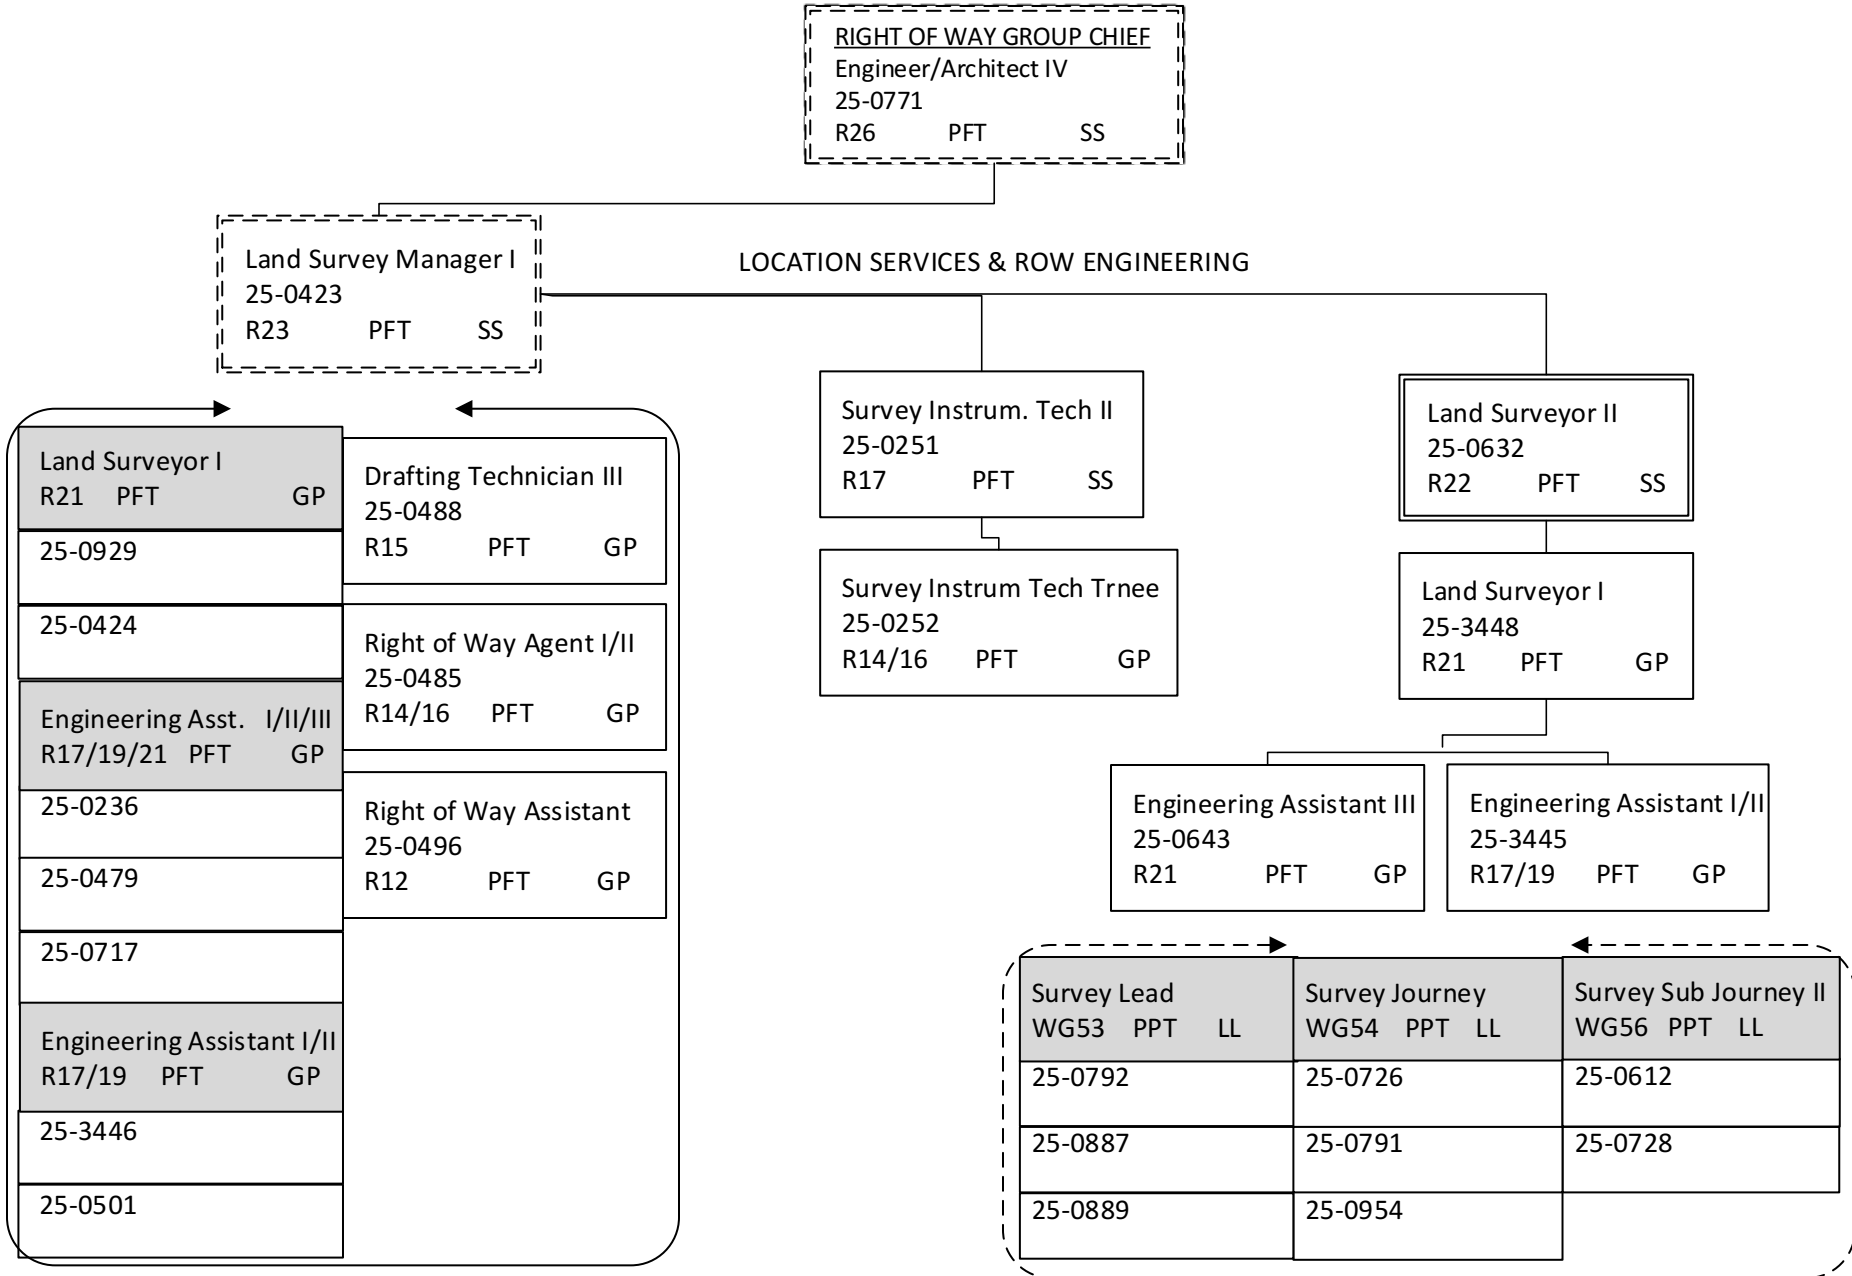 RIGHT OF WAY GROUP CHIEF
Engineer/Architect IV
25-0771
R26 PFT SS
Land Survey Manager I
25-0423
R23 PFT SS
LOCATION SERVICES & ROW ENGINEERING
Land Surveyor I
R21 PFT GP
25-0929
25-0424
Engineering Asst. I/II/III
R17/19/21 PFT GP
25-0236
25-0479
25-0717
Engineering Assistant I/II
R17/19 PFT GP
25-3446
25-0501
Drafting Technician III
25-0488
R15 PFT GP
Right of Way Agent I/II
25-0485
R14/16 PFT GP
Right of Way Assistant
25-0496
R12 PFT GP
Survey Instrum. Tech II
25-0251
R17 PFT SS
Survey Instrum Tech Trnee
25-0252
R14/16 PFT GP
Land Surveyor II
25-0632
R22 PFT SS
Land Surveyor I
25-3448
R21 PFT GP
Engineering Assistant III
25-0643
R21 PFT GP
Engineering Assistant I/II
25-3445
R17/19 PFT GP
Survey Lead
WG53 PPT LL
25-0792
25-0887
25-0889
Survey Journey
WG54 PPT LL
25-0726
25-0791
25-0954
Survey Sub Journey II
WG56 PPT LL
25-0612
25-0728